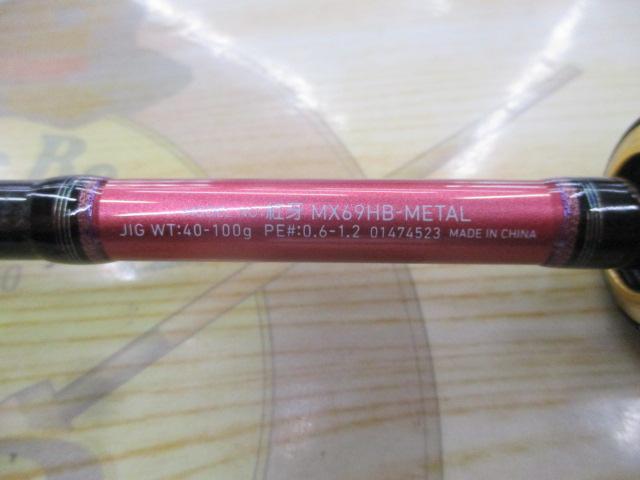 紅牙 MX69HB-METAL
JIG WT:40-100g PE#:0.6-1.2 01474523 MADE IN CHINA